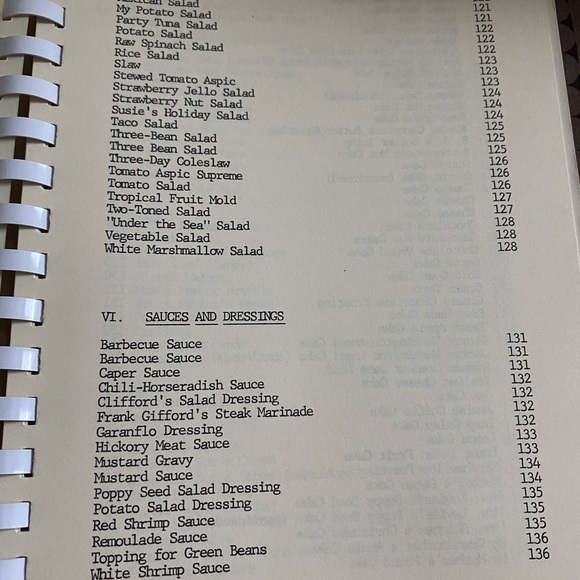 Salad 121
My Potato Salad 121
Party Tuna Salad 122
Potato Salad 122
Raw Spinach Salad 122
Rice Salad 123
Slaw 123
Stewed Tomato Aspic 123
Strawberry Jello Salad 124
Strawberry Nut Salad 124
Susie's Holiday Salad 124
Taco Salad 125
Three-Bean Salad 125
Three Bean Salad 125
Three-Day Coleslaw 126
Tomato Aspic Supreme 126
Tomato Salad 126
Tropical Fruit Mold 127
Two-Toned Salad 127
"Under the Sea" Salad 128
Vegetable Salad 128
White Marshmallow Salad 128
VI. SAUCES AND DRESSINGS
Barbecue Sauce 131
Barbecue Sauce 131
Caper Sauce 131
Chili-Horseradish Sauce 132
Clifford's Salad Dressing 132
Frank Gifford's Steak Marinade 132
Garanflo Dressing 132
Hickory Meat Sauce 133
Mustard Gravy 133
Mustard Sauce 134
Poppy Seed Salad Dressing 134
Potato Salad Dressing 135
Red Shrimp Sauce 135
Remoulade Sauce 135
Topping for Green Beans 136
White Shrimp Sauce 136